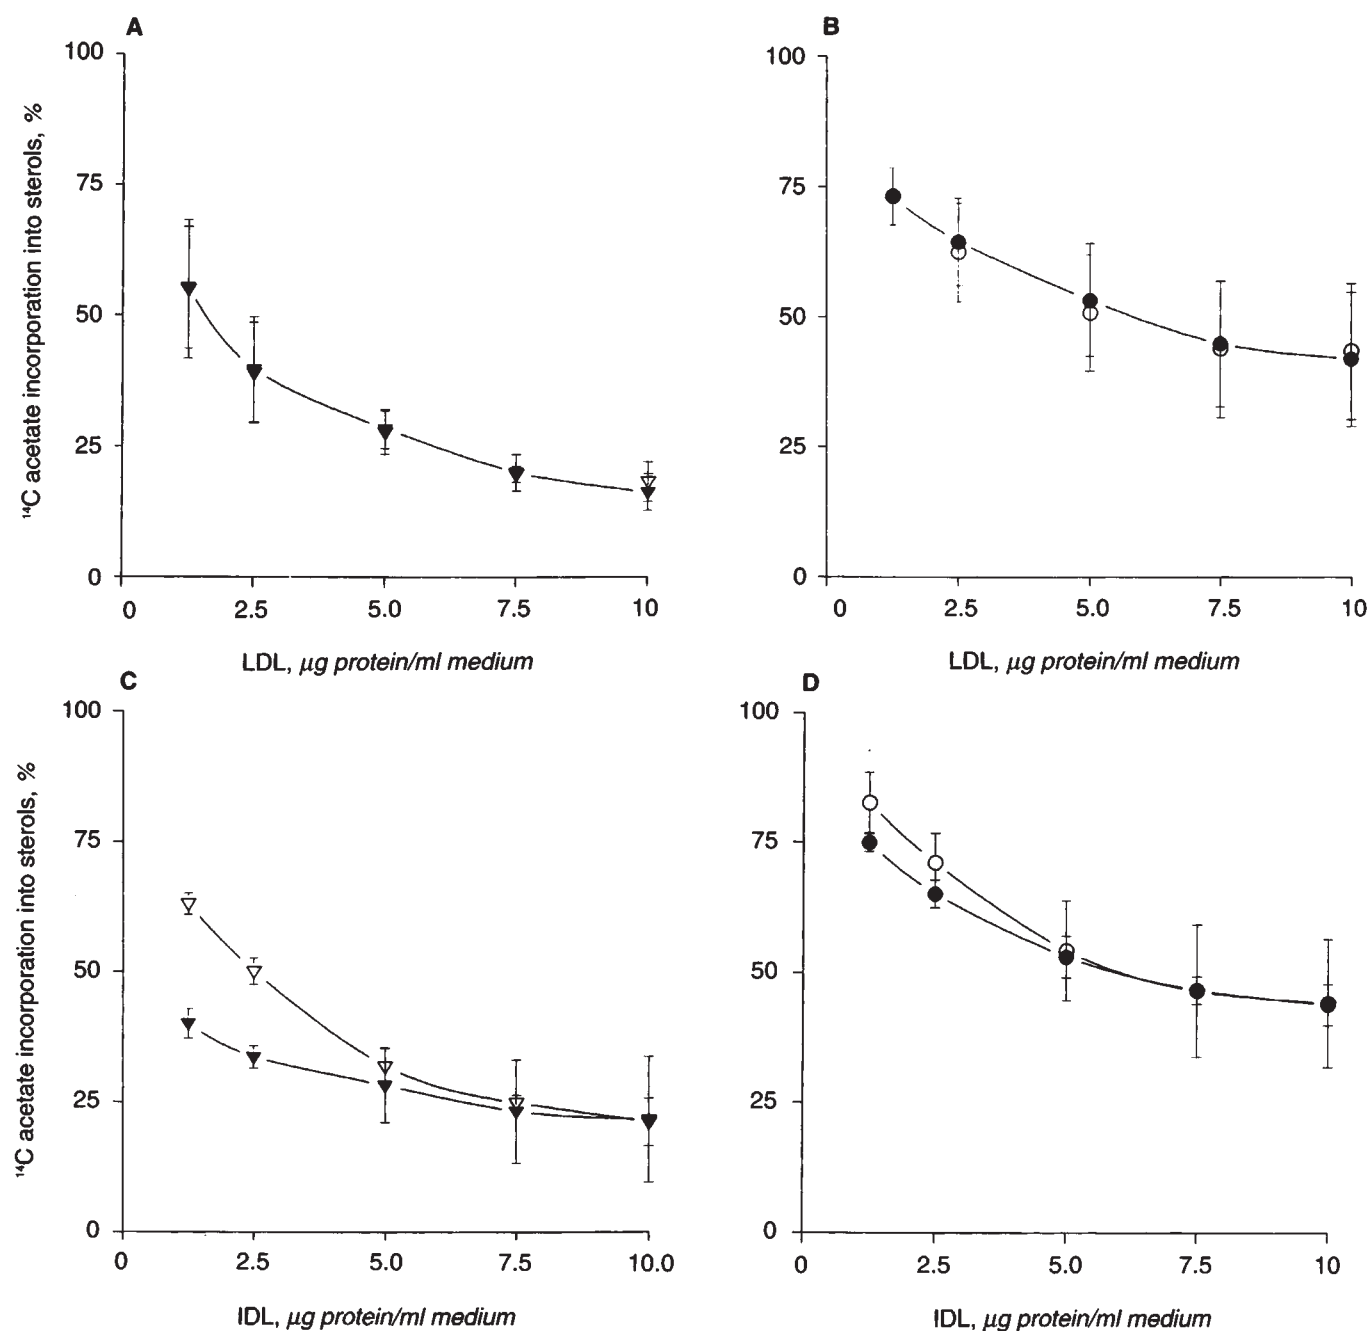 A
100
75
50
25
0
0 2.5 5.0 7.5 10
¹⁴C acetate incorporation into sterols, %
LDL, µg protein/ml medium
B
100
75
50
25
0
0 2.5 5.0 7.5 10
LDL, µg protein/ml medium
C
100
75
50
25
0
0 2.5 5.0 7.5 10.0
¹⁴C acetate incorporation into sterols, %
IDL, µg protein/ml medium
D
100
75
50
25
0
0 2.5 5.0 7.5 10
IDL, µg protein/ml medium